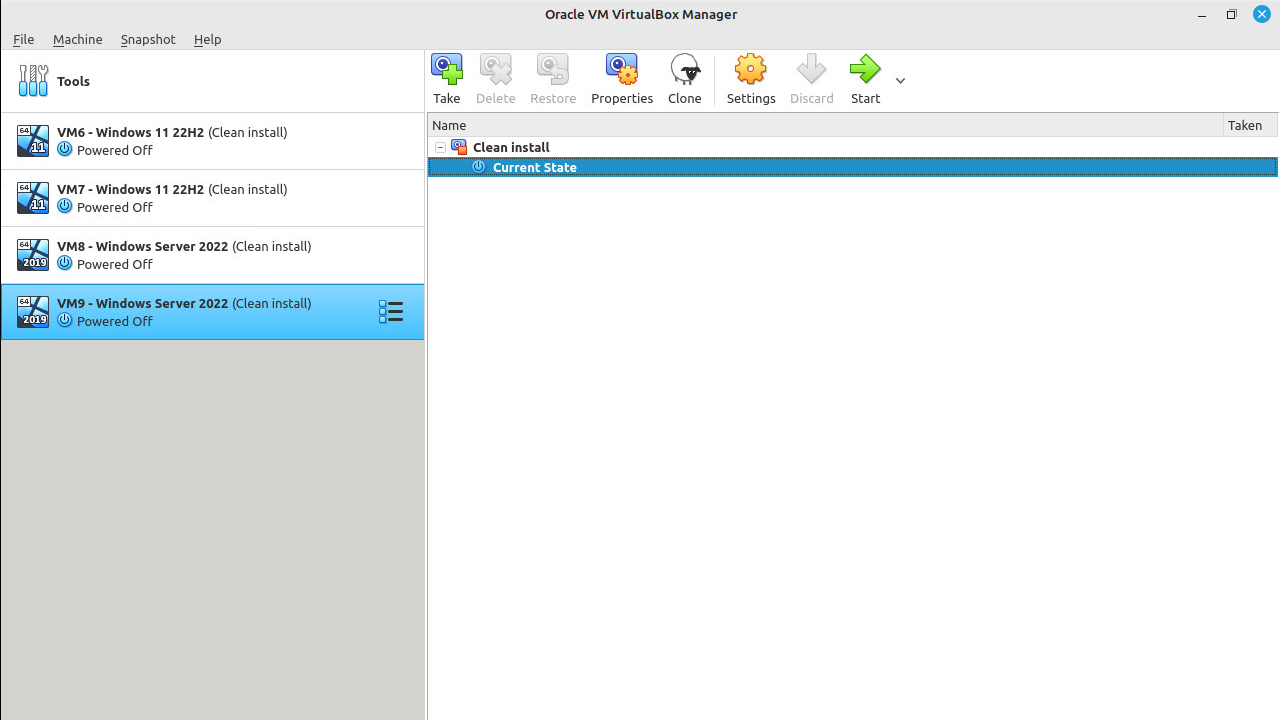 Oracle VM VirtualBox Manager
File Machine Snapshot Help
Tools
Take Delete Restore Properties Clone Settings Discard Start
Name Taken
Clean install
Current State
64 11 VM6 - Windows 11 22H2 (Clean install)
Powered Off
64 11 VM7 - Windows 11 22H2 (Clean install)
Powered Off
64 2019 VM8 - Windows Server 2022 (Clean install)
Powered Off
64 2019 VM9 - Windows Server 2022 (Clean install)
Powered Off